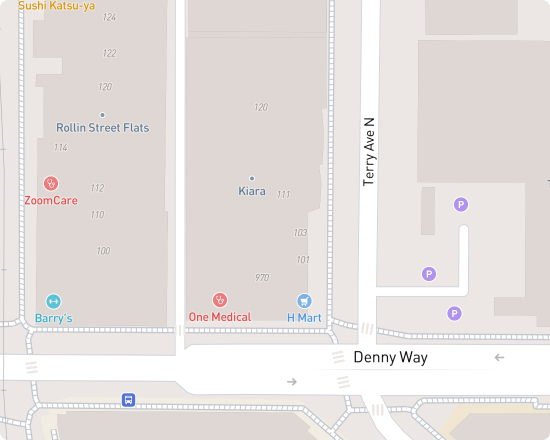 Sushi Katsu-ya
124
122
120
120
Rollin Street Flats
114
Terry Ave N
112
Kiara
111
ZoomCare
P
110
103
100
101
970
P
Barry's
One Medical
H Mart
P
Denny Way